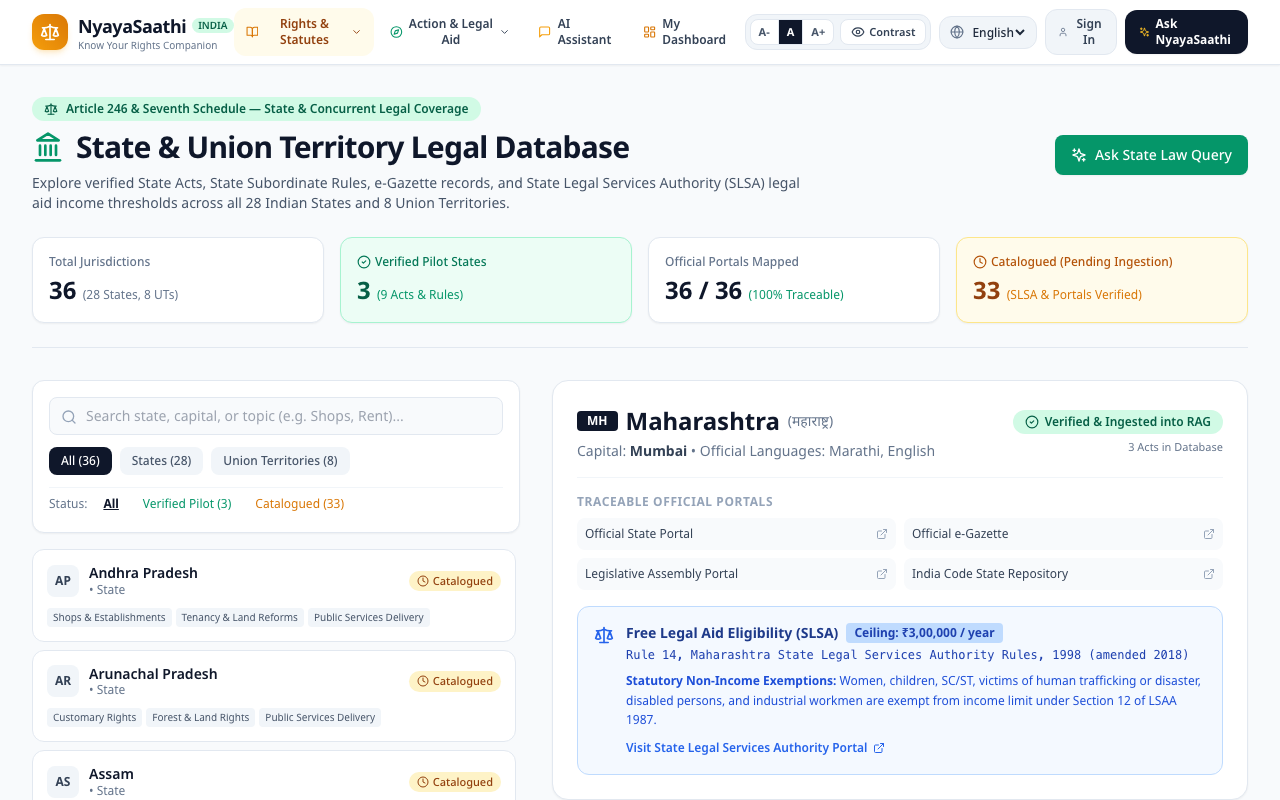 NyayaSaathi INDIA
Know Your Rights Companion
Rights & Statutes
Action & Legal Aid
AI Assistant
My Dashboard
A- A A+ Contrast
English
Sign In
Ask NyayaSaathi
Article 246 & Seventh Schedule — State & Concurrent Legal Coverage
State & Union Territory Legal Database
Explore verified State Acts, State Subordinate Rules, e-Gazette records, and State Legal Services Authority (SLSA) legal
aid income thresholds across all 28 Indian States and 8 Union Territories.
Ask State Law Query
Total Jurisdictions
36 (28 States, 8 UTs)
Verified Pilot States
3 (9 Acts & Rules)
Official Portals Mapped
36 / 36 (100% Traceable)
Catalogued (Pending Ingestion)
33 (SLSA & Portals Verified)
Search state, capital, or topic (e.g. Shops, Rent)...
All (36) States (28) Union Territories (8)
Status: All Verified Pilot (3) Catalogued (33)
AP Andhra Pradesh Catalogued
• State
Shops & Establishments Tenancy & Land Reforms Public Services Delivery
AR Arunachal Pradesh Catalogued
• State
Customary Rights Forest & Land Rights Public Services Delivery
AS Assam Catalogued
• State
MH Maharashtra (महाराष्ट्र) Verified & Ingested into RAG
Capital: Mumbai • Official Languages: Marathi, English 3 Acts in Database
TRACEABLE OFFICIAL PORTALS
Official State Portal Official e-Gazette
Legislative Assembly Portal India Code State Repository
Free Legal Aid Eligibility (SLSA) Ceiling: ₹3,00,000 / year
Rule 14, Maharashtra State Legal Services Authority Rules, 1998 (amended 2018)
Statutory Non-Income Exemptions: Women, children, SC/ST, victims of human trafficking or disaster,
disabled persons, and industrial workmen are exempt from income limit under Section 12 of LSAA
1987.
Visit State Legal Services Authority Portal